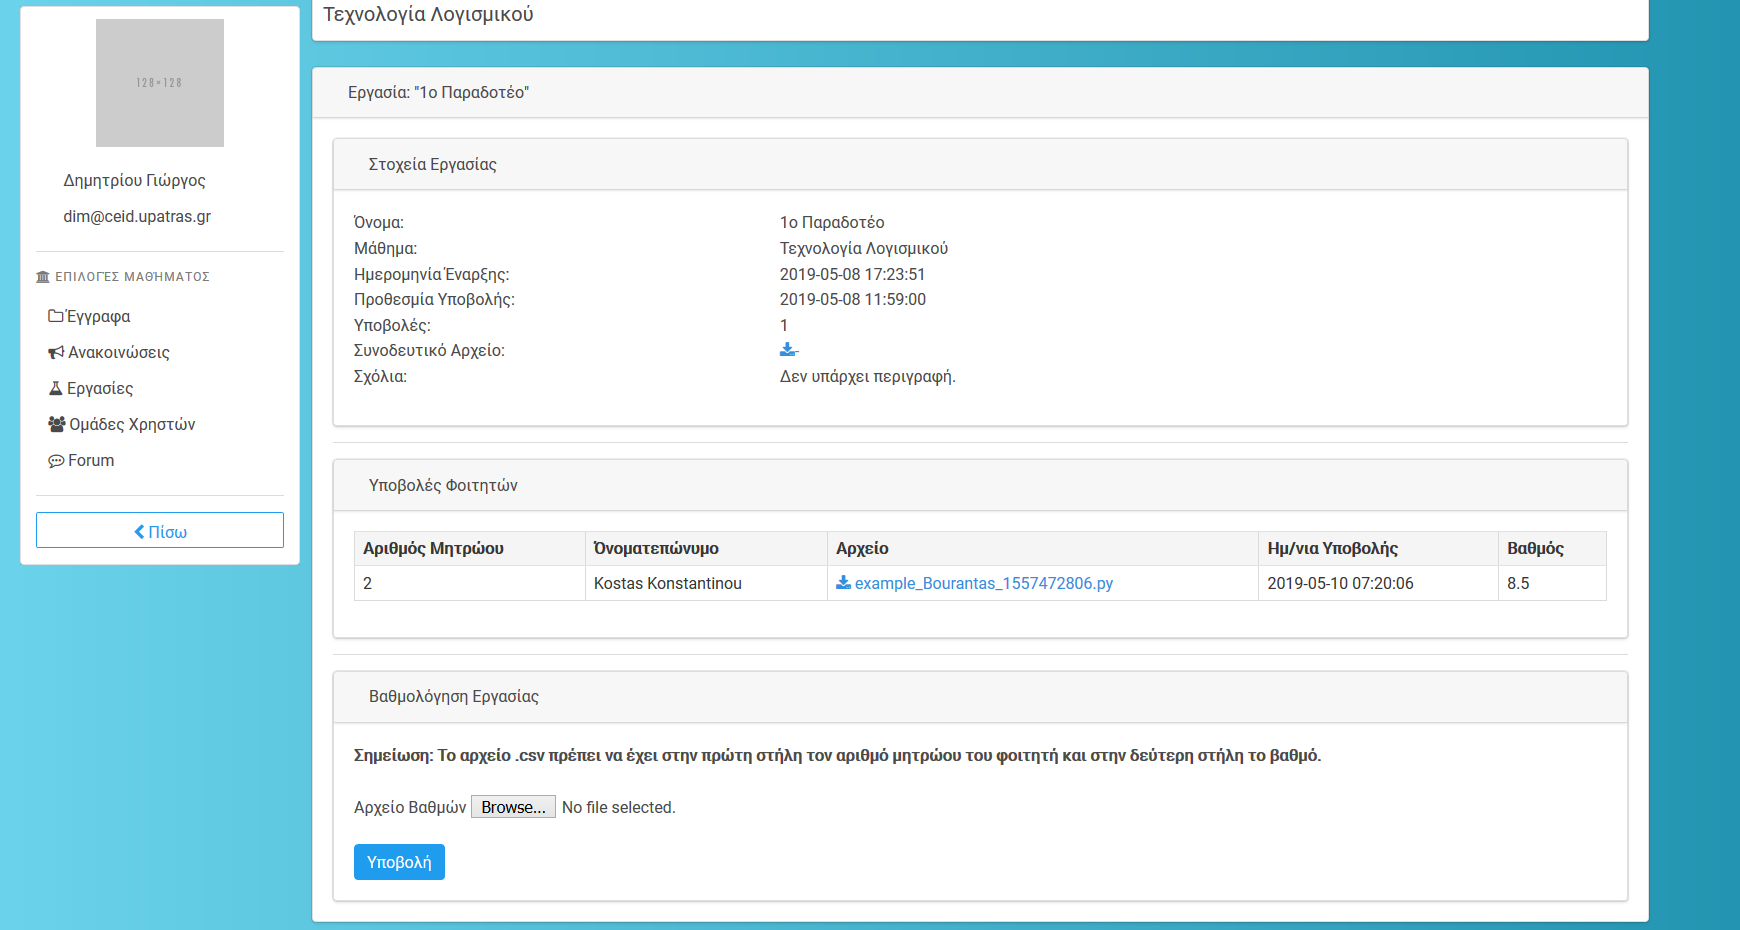 Τεχνολογία Λογισμικού
128×128
Δημητρίου Γιώργος
dim@ceid.upatras.gr
ΕΠΙΛΟΓΈΣ ΜΑΘΉΜΑΤΟΣ
Έγγραφα
Ανακοινώσεις
Εργασίες
Ομάδες Χρηστών
Forum
Πίσω
Εργασία: "1ο Παραδοτέο"
Στοχεία Εργασίας
Όνομα: 1ο Παραδοτέο
Μάθημα: Τεχνολογία Λογισμικού
Ημερομηνία Έναρξης: 2019-05-08 17:23:51
Προθεσμία Υποβολής: 2019-05-08 11:59:00
Υποβολές: 1
Συνοδευτικό Αρχείο: -
Σχόλια: Δεν υπάρχει περιγραφή.
Υποβολές Φοιτητών
Αριθμός Μητρώου Όνοματεπώνυμο Αρχείο Ημ/νια Υποβολής Βαθμός
2 Kostas Konstantinou example_Bourantas_1557472806.py 2019-05-10 07:20:06 8.5
Βαθμολόγηση Εργασίας
Σημείωση: Το αρχείο .csv πρέπει να έχει στην πρώτη στήλη τον αριθμό μητρώου του φοιτητή και στην δεύτερη στήλη το βαθμό.
Αρχείο Βαθμών Browse... No file selected.
Υποβολή